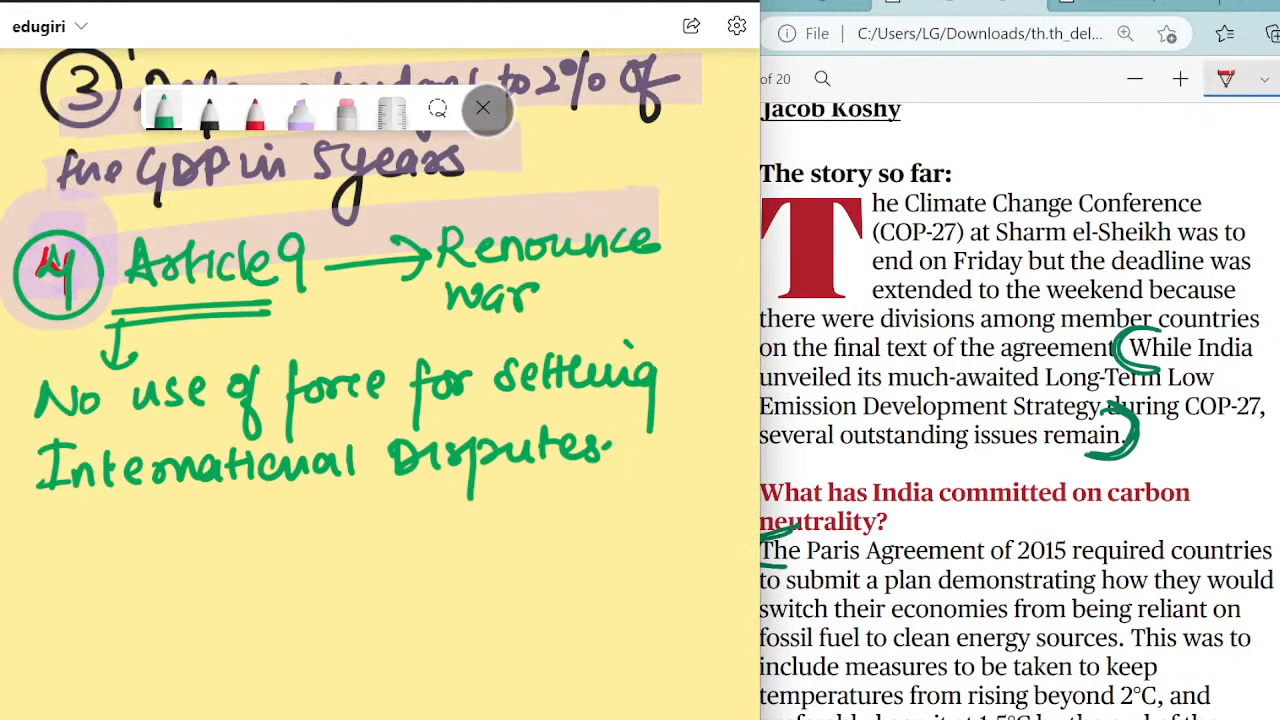 edugiri
③ to 2% of
the GDP in 5 years
④ Article 9 → Renounce
war
No use of force for settling
International Disputes.
File C:/Users/LG/Downloads/th.th_del...
of 20
Jacob Koshy
The story so far:
The Climate Change Conference
(COP-27) at Sharm el-Sheikh was to
end on Friday but the deadline was
extended to the weekend because
there were divisions among member countries
on the final text of the agreement. While India
unveiled its much-awaited Long-Term Low
Emission Development Strategy during COP-27,
several outstanding issues remain.
What has India committed on carbon
neutrality?
The Paris Agreement of 2015 required countries
to submit a plan demonstrating how they would
switch their economies from being reliant on
fossil fuel to clean energy sources. This was to
include measures to be taken to keep
temperatures from rising beyond 2°C, and